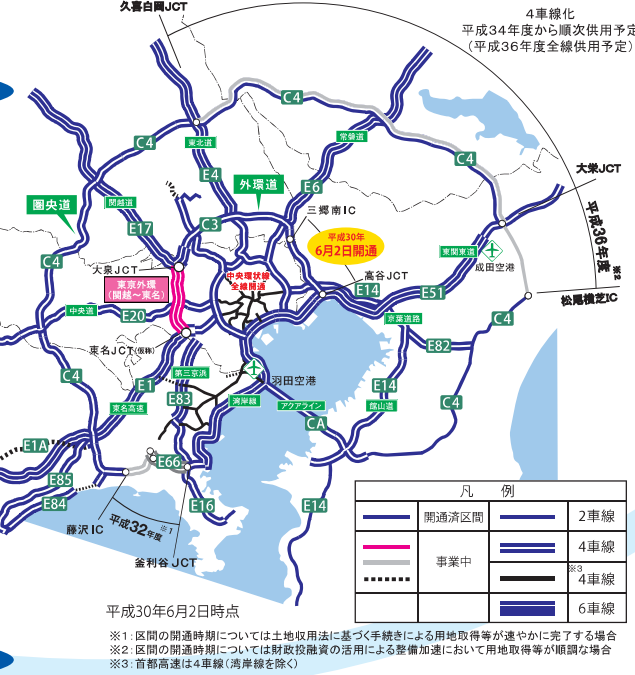 久喜白岡JCT
4車線化
平成34年度から順次供用予定
(平成36年度全線供用予定)
C4
C4
東北道
常磐道
C4
大栄JCT
E4
外環道
E6
圏央道
関越道
三郷南IC
平成36年度※2
E17
C3
平成30年
6月2日開通
東関東道
成田空港
C4
大泉JCT
中央環状線
全線開通
高谷JCT
東京外環
(関越~東名)
E14
E51
松尾横芝IC
中央道
E20
京葉道路
C4
東名JCT(仮称)
E82
C4
第三京浜
羽田空港
E1
E83
E14
東名高速
湾岸線
アクアライン
館山道
C4
CA
E1A
E66
E85
E84
E16
E14
藤沢IC
平成32年度※1
釜利谷JCT
凡 例
開通済区間
2車線
事業中
4車線
※3
4車線
6車線
平成30年6月2日時点
※1:区間の開通時期については土地収用法に基づく手続きによる用地取得等が速やかに完了する場合
※2:区間の開通時期については財政投融資の活用による整備加速において用地取得等が順調な場合
※3:首都高速は4車線(湾岸線を除く)